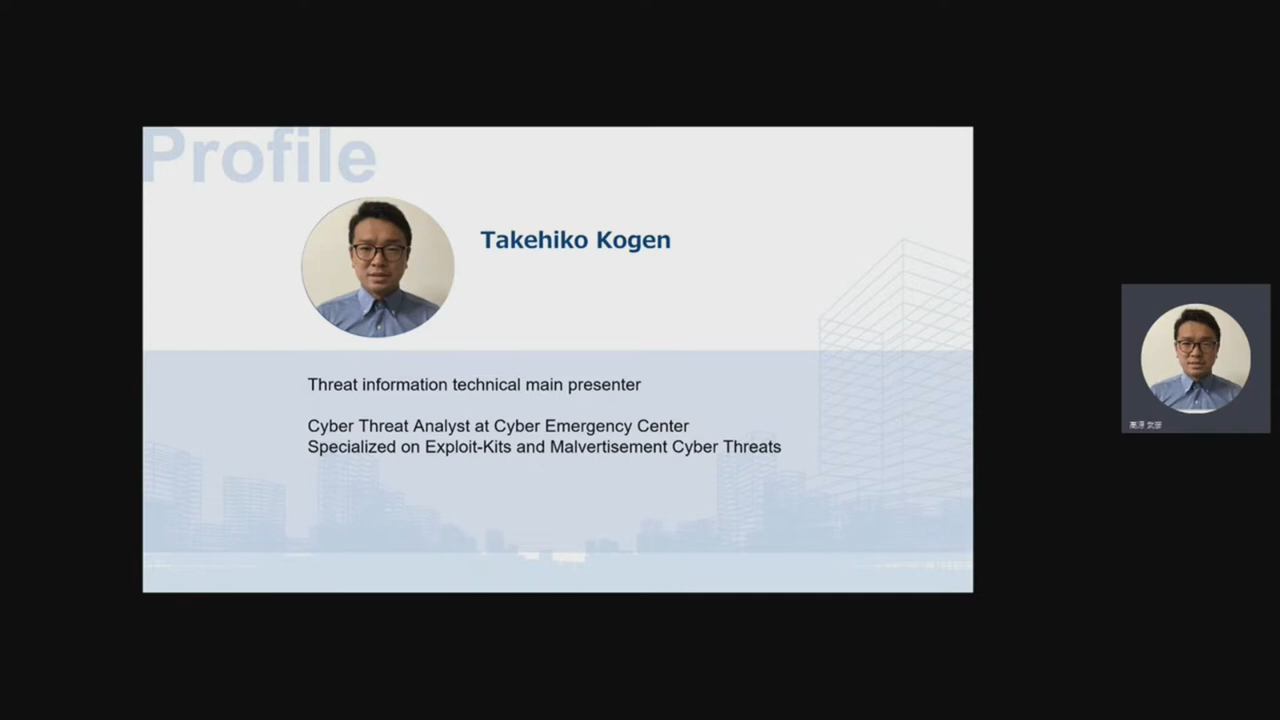 Profile
Takehiko Kogen
Threat information technical main presenter
Cyber Threat Analyst at Cyber Emergency Center
Specialized on Exploit-Kits and Malvertisement Cyber Threats